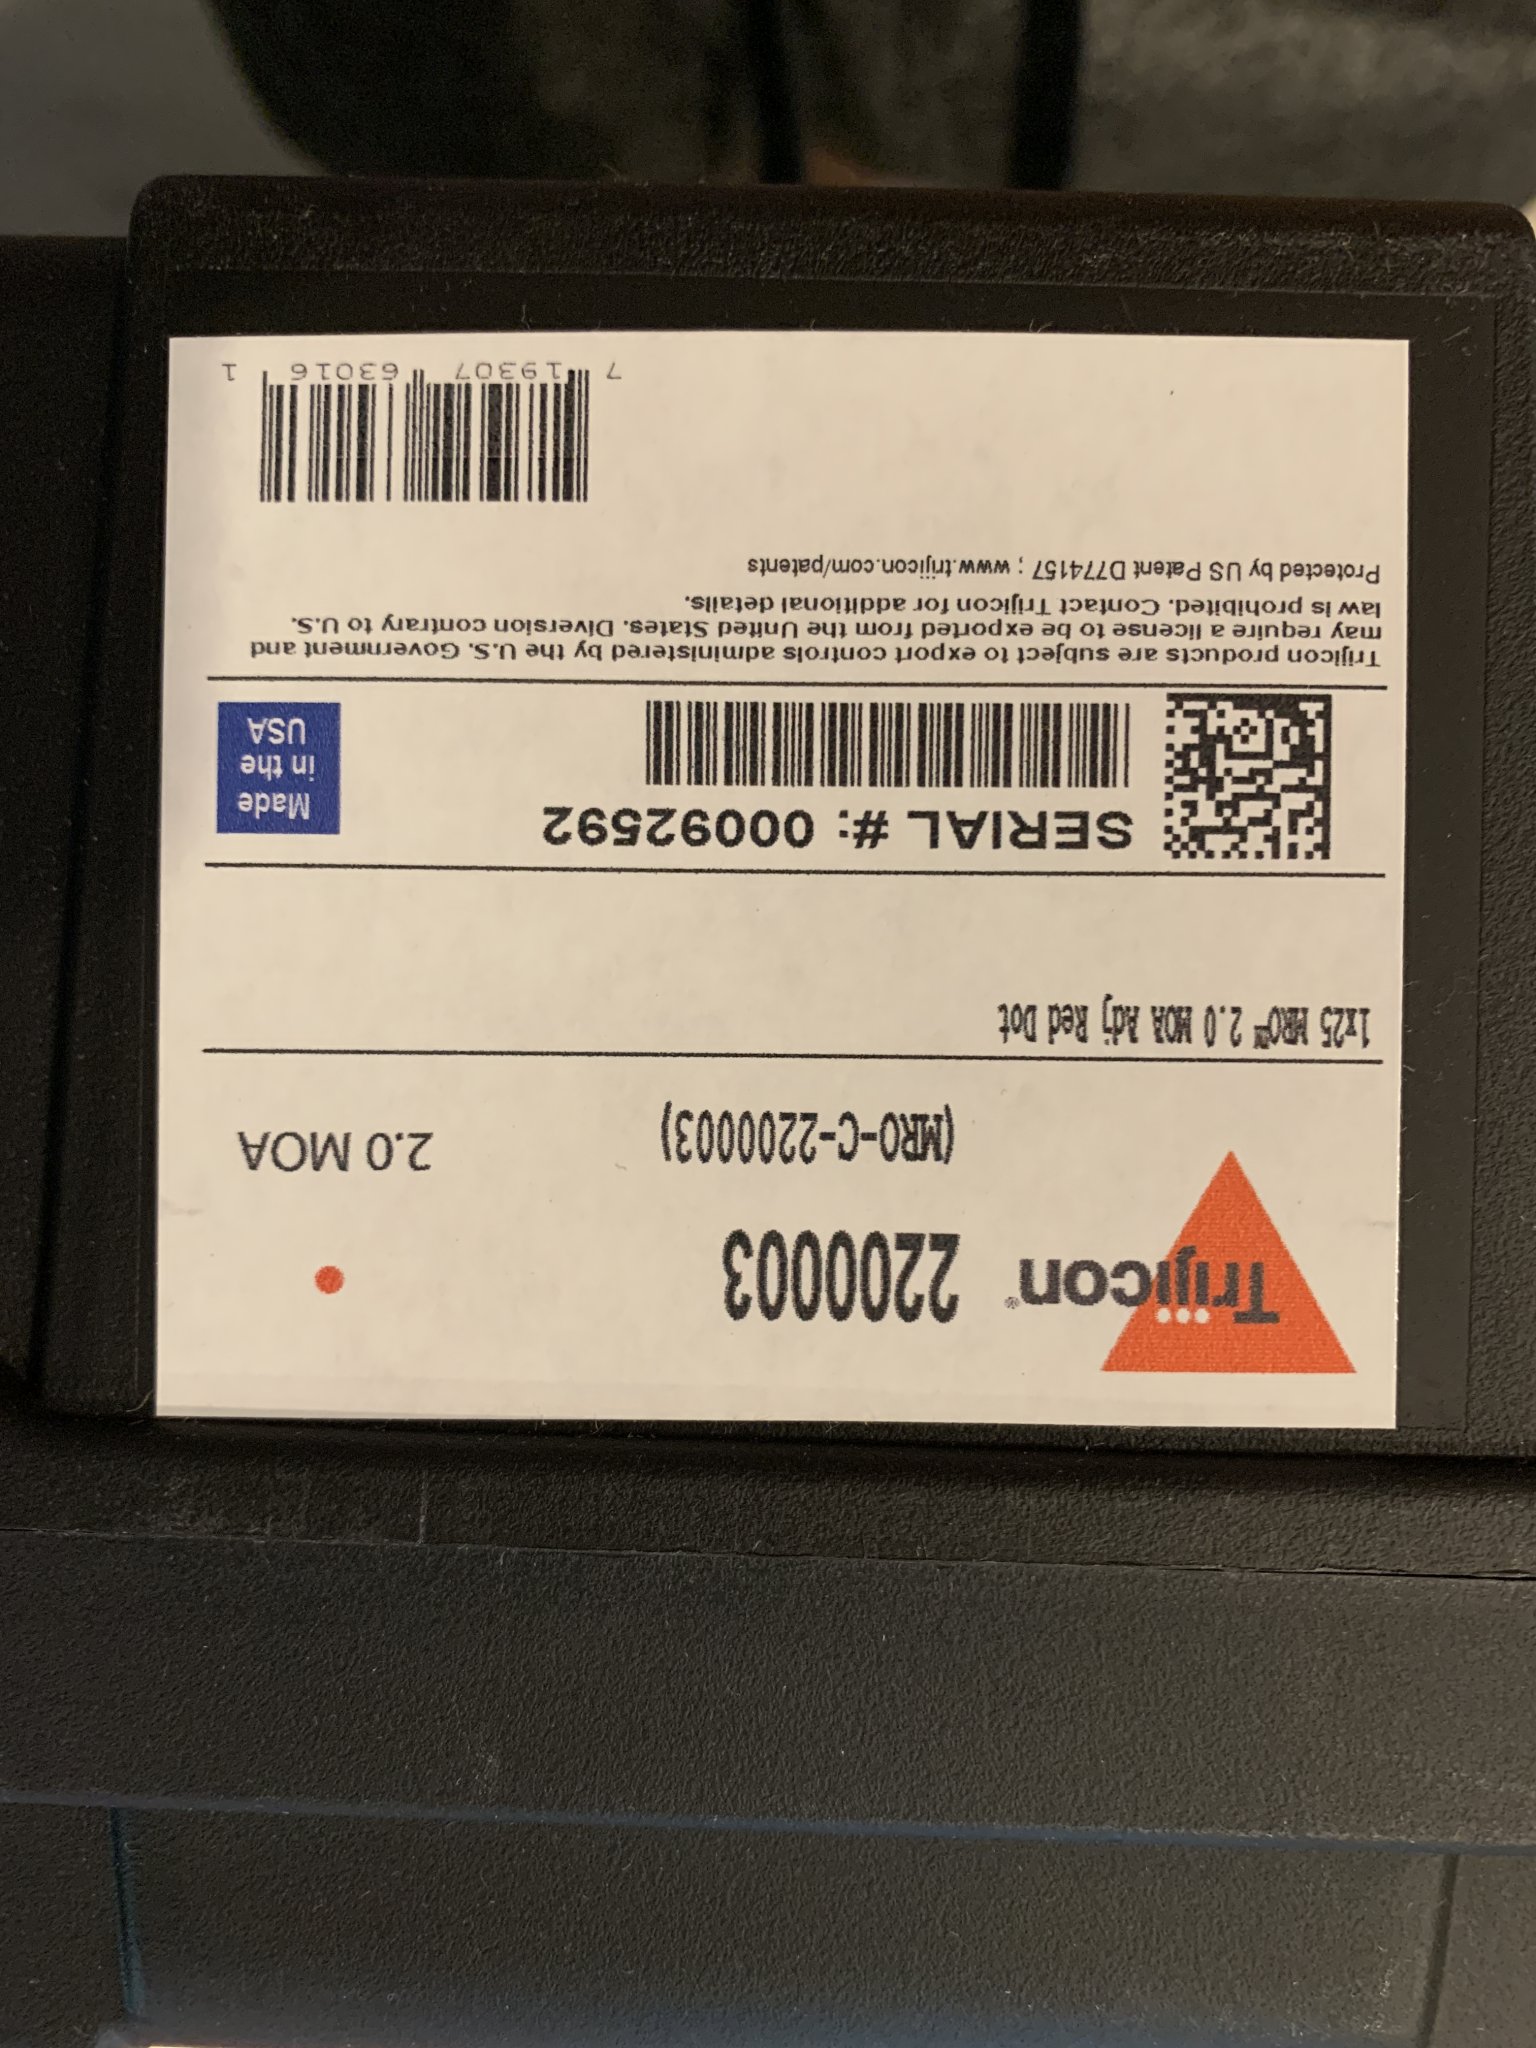 Trijicon®
2200003
(MRO-C-2200003)
2.0 MOA
1x25 MRO™ 2.0 MOA Adj Red Dot
SERIAL #: 00092592
Made
in the
USA
Trijicon products are subject to export controls administered by the U.S. Government and
may require a license to be exported from the United States. Diversion contrary to U.S.
law is prohibited. Contact Trijicon for additional details.
Protected by US Patent D774157 ; www.trijicon.com/patents
7 19307 63016 1